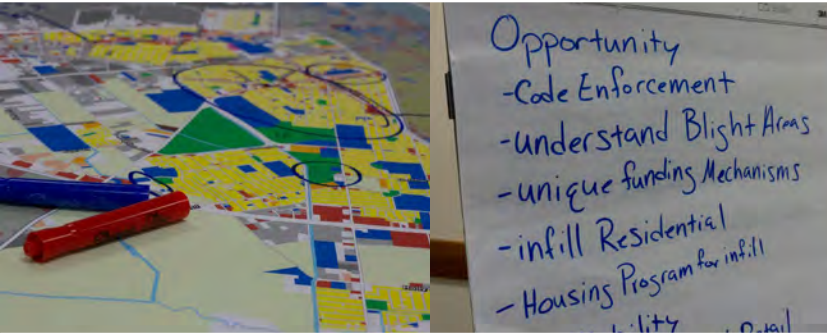 Opportunity
-Code Enforcement
-understand Blight Areas
-unique funding Mechanisms
-infill Residential
-Housing Program for infill